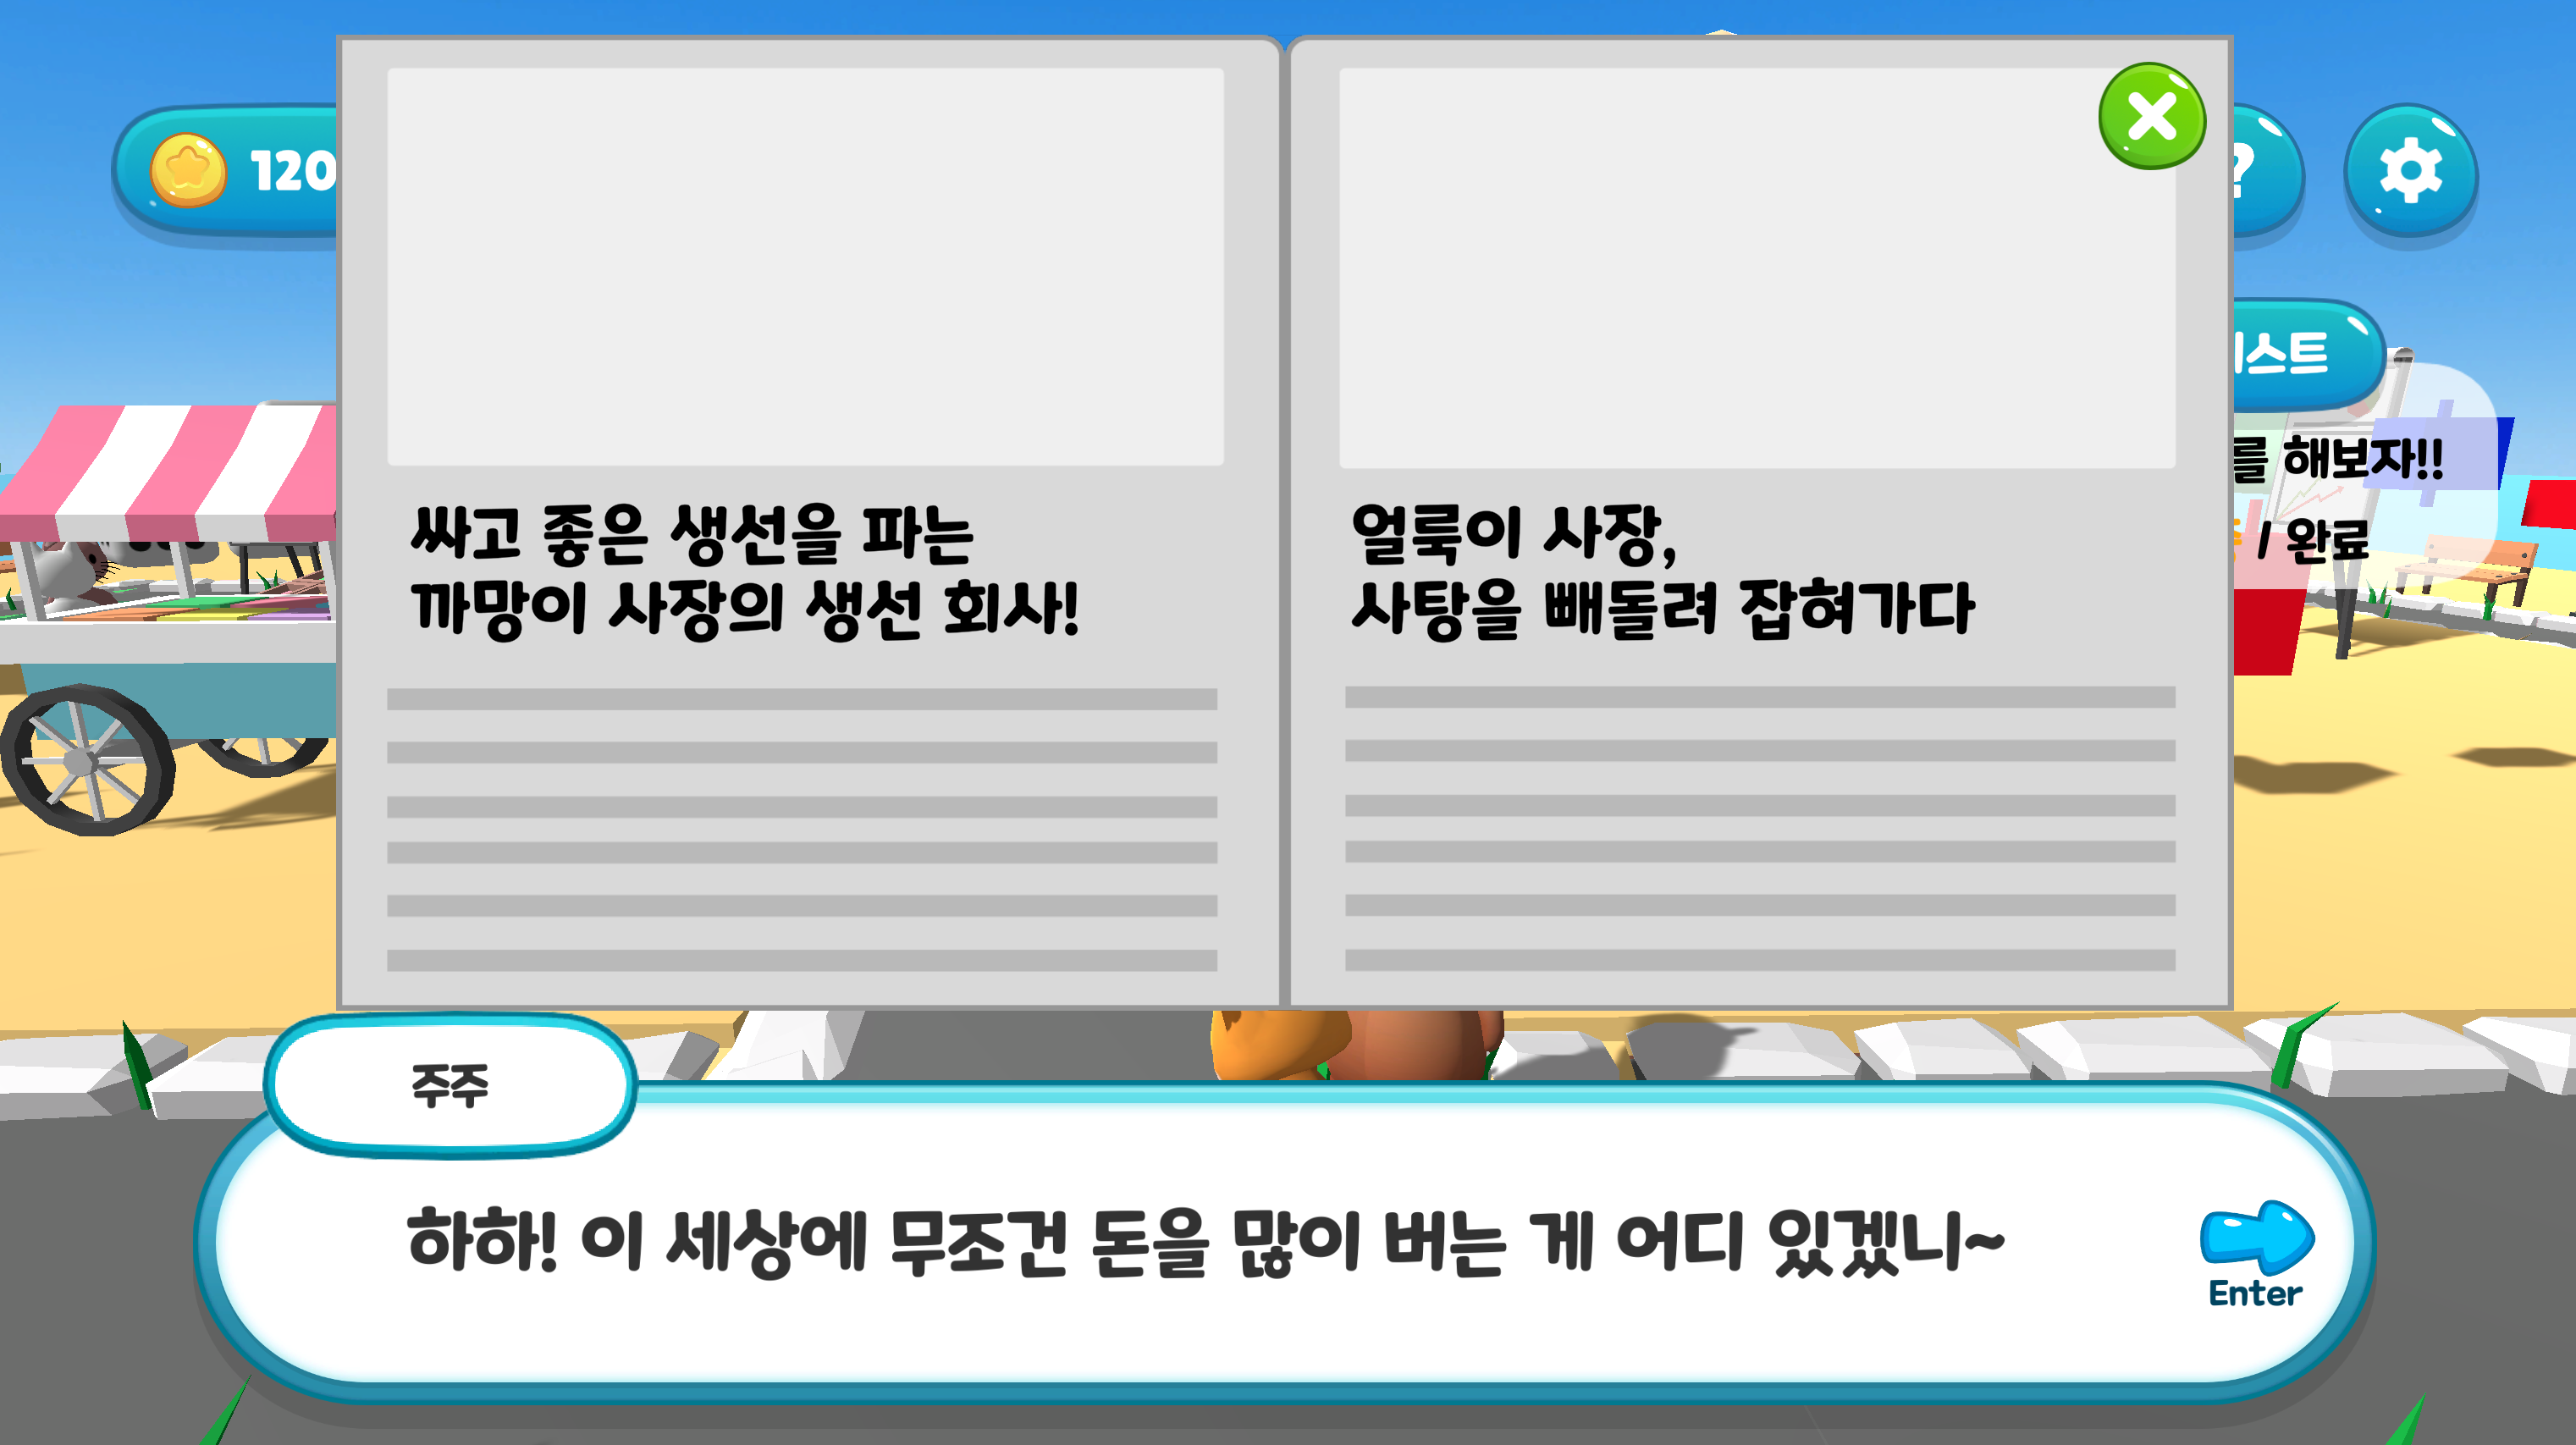 120
?
스트
를 해보자!!
/ 완료
싸고 좋은 생선을 파는
까망이 사장의 생선 회사!
얼룩이 사장,
사탕을 빼돌려 잡혀가다
주주
하하! 이 세상에 무조건 돈을 많이 버는 게 어디 있겠니~
Enter